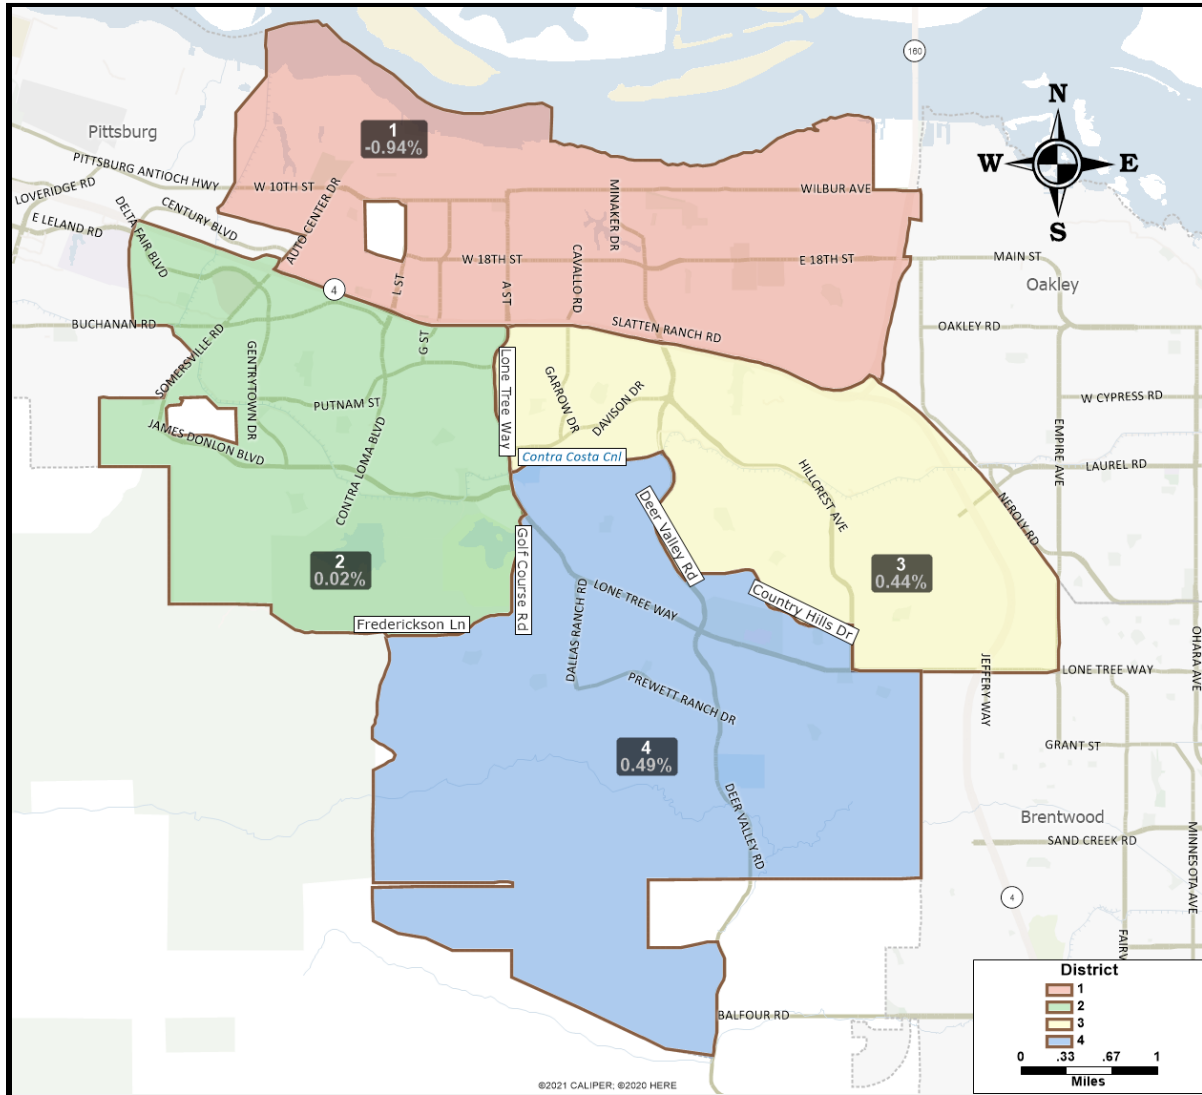 160
N
W
E
S
Pittsburg
1
-0.94%
PITTSBURG ANTIOCH HWY
LOVERIDGE RD
W 10TH ST
WILBUR AVE
E LELAND RD
DELTA FAIR BLVD
CENTURY BLVD
AUTO CENTER DR
MINAKER DR
CAVALLO RD
W 18TH ST
E 18TH ST
MAIN ST
Oakley
4
L ST
A ST
BUCHANAN RD
SLATTEN RANCH RD
OAKLEY RD
SOMERSVILLE RD
GENTRYTOWN DR
G ST
Lone Tree Way
GARROW DR
DAVISON DR
PUTNAM ST
W CYPRESS RD
JAMES DONLON BLVD
CONTRA LOMA BLVD
Contra Costa Cnl
HILLCREST AVE
EMPIRE AVE
LAUREL RD
NEROLY RD
Deer Valley Rd
Golf Course Rd
2
0.02%
3
0.44%
Country Hills Dr
DALLAS RANCH RD
LONE TREE WAY
Frederickson Ln
PREWETT RANCH DR
JEFFERY WAY
LONE TREE WAY
OHARA AVE
4
0.49%
GRANT ST
DEER VALLEY RD
Brentwood
SAND CREEK RD
MINNESOTA AVE
4
FAIRV
BALFOUR RD
District
1
2
3
4
0 .33 .67 1
Miles
©2021 CALIPER; ©2020 HERE